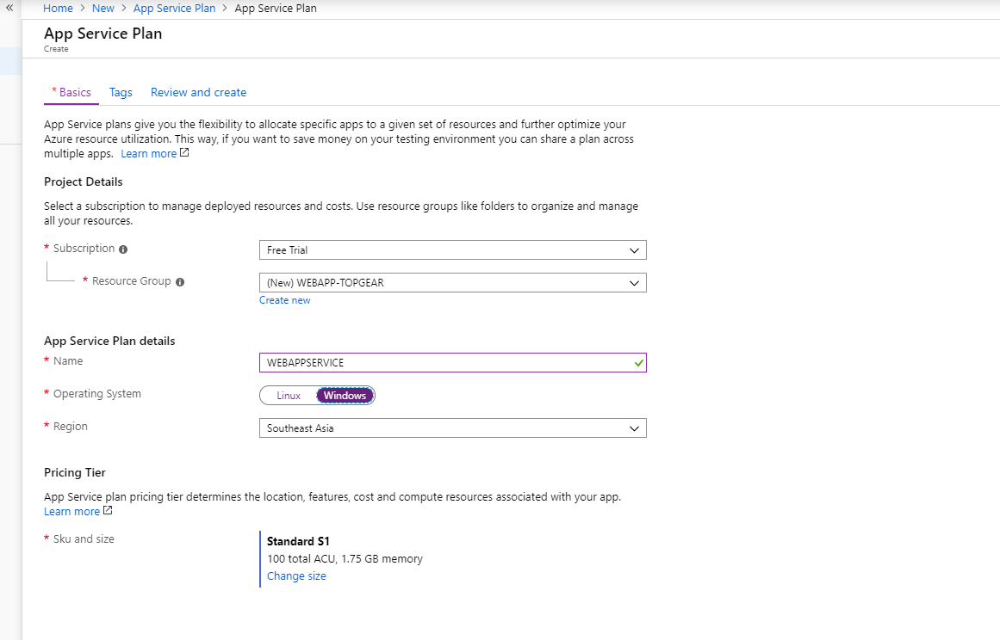 Home > New > App Service Plan > App Service Plan
App Service Plan
Create
* Basics Tags Review and create
App Service plans give you the flexibility to allocate specific apps to a given set of resources and further optimize your
Azure resource utilization. This way, if you want to save money on your testing environment you can share a plan across
multiple apps. Learn more
Project Details
Select a subscription to manage deployed resources and costs. Use resource groups like folders to organize and manage
all your resources.
* Subscription Free Trial
* Resource Group (New) WEBAPP-TOPGEAR
Create new
App Service Plan details
* Name WEBAPPSERVICE
* Operating System Linux Windows
* Region Southeast Asia
Pricing Tier
App Service plan pricing tier determines the location, features, cost and compute resources associated with your app.
Learn more
* Sku and size Standard S1
100 total ACU, 1.75 GB memory
Change size